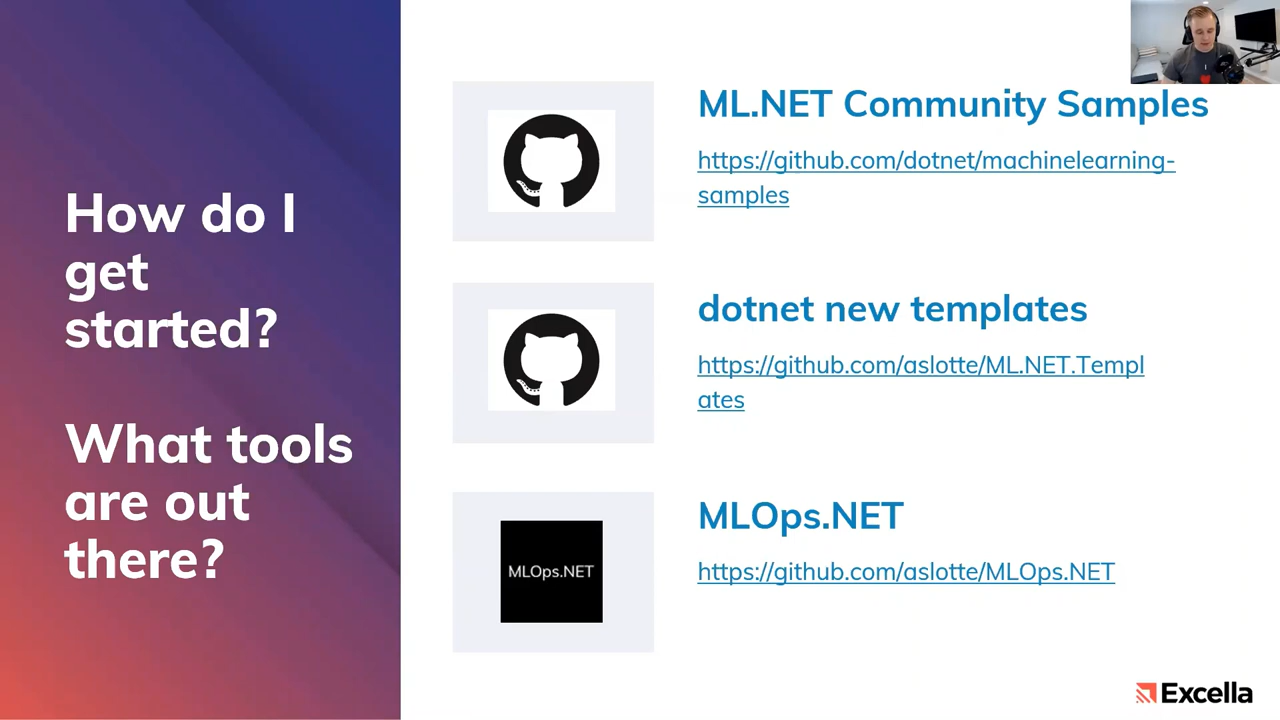 How do I
get
started?
What tools
are out
there?
ML.NET Community Samples
https://github.com/dotnet/machinelearning-
samples
dotnet new templates
https://github.com/aslotte/ML.NET.Templ
ates
MLOps.NET
MLOps.NET
https://github.com/aslotte/MLOps.NET
Excella